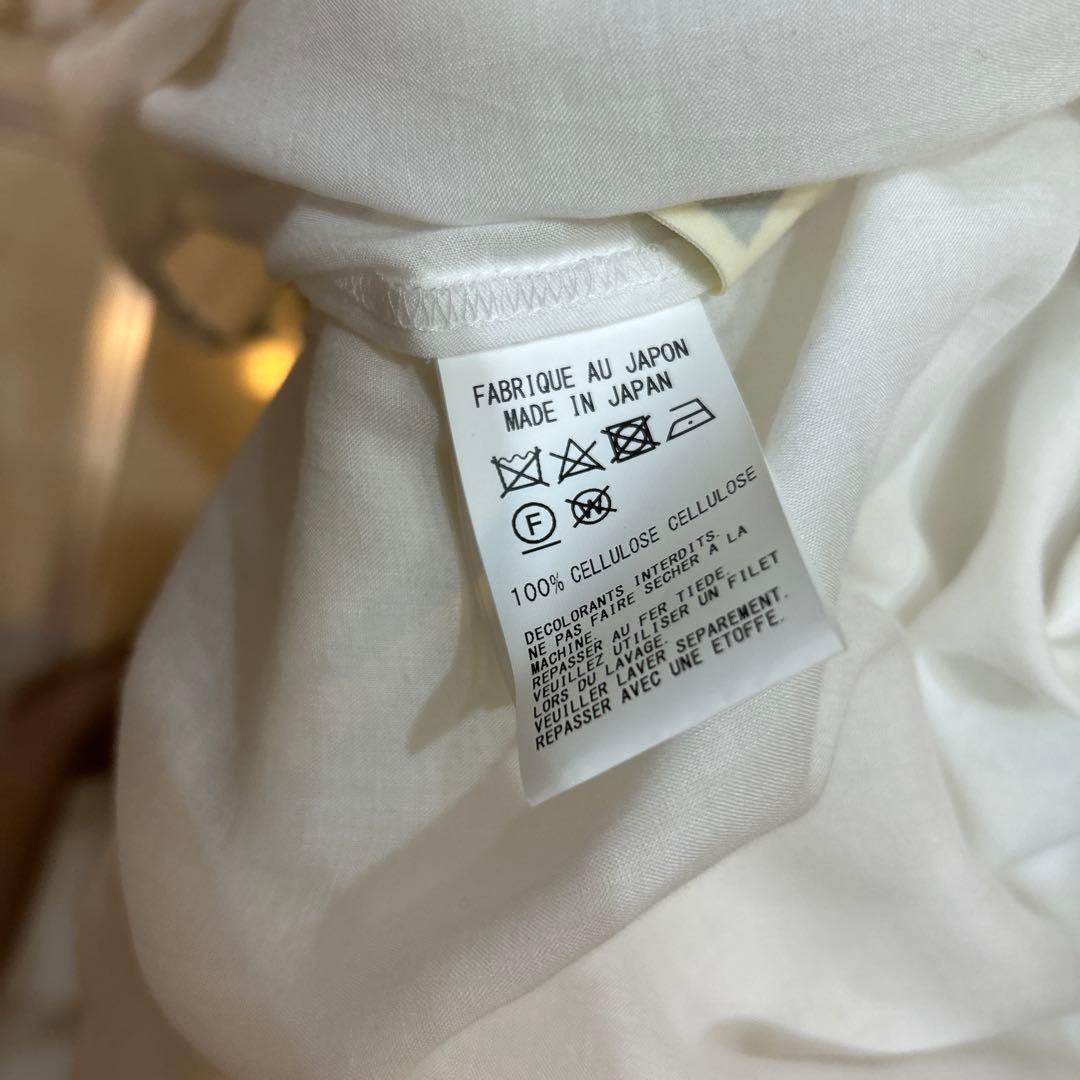 FABRIQUE AU JAPON
MADE IN JAPAN
F W
100% CELLULOSE CELLULOSE
DECOLORANTS INTERDITS.
NE PAS FAIRE SECHER A LA
MACHINE.
REPASSER AU FER TIEDE.
VEUILLEZ UTILISER UN FILET
LORS DU LAVAGE.
VEUILLER LAVER SEPAREMENT.
REPASSER AVEC UNE ETOFFE.